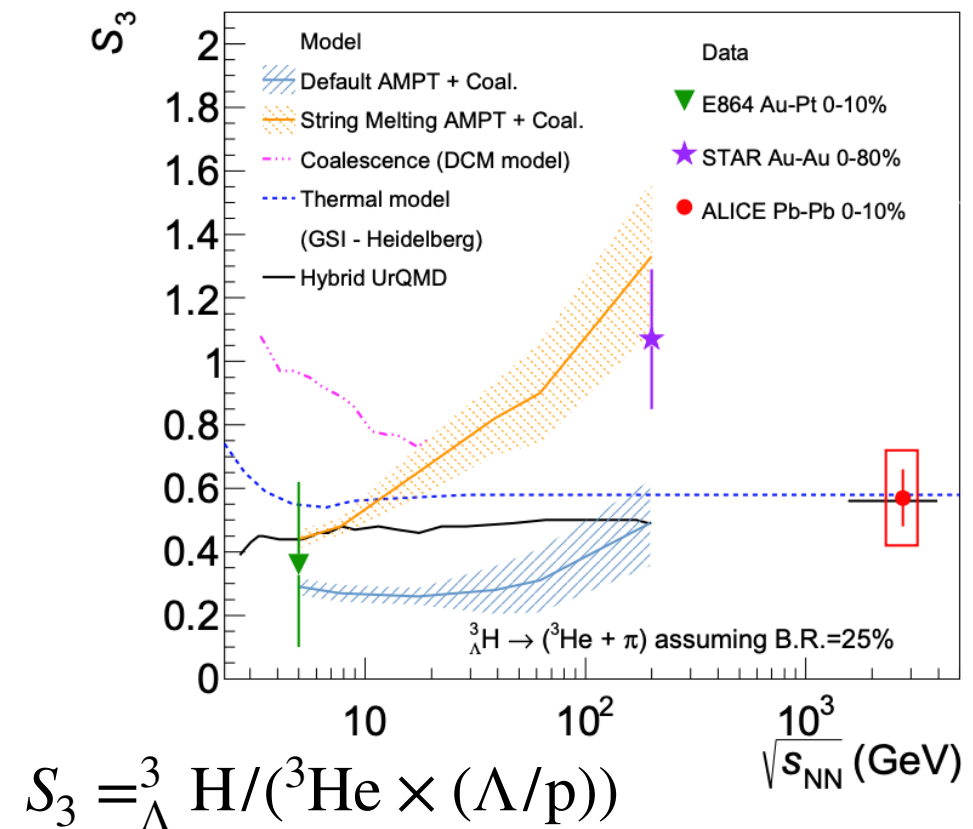 S₃
2
1.8
1.6
1.4
1.2
1
0.8
0.6
0.4
0.2
0
Model
Default AMPT + Coal.
String Melting AMPT + Coal.
Coalescence (DCM model)
Thermal model
(GSI - Heidelberg)
Hybrid UrQMD
Data
E864 Au-Pt 0-10%
STAR Au-Au 0-80%
ALICE Pb-Pb 0-10%
³ΛH → (³He + π) assuming B.R.=25%
10
10²
10³
√sNN (GeV)
S₃ = ³ΛH/(³He × (Λ/p))